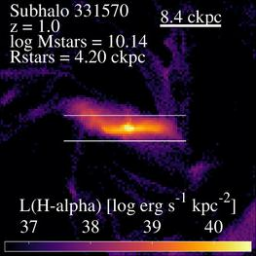 Subhalo 331570
z = 1.0
log Mstars = 10.14
Rstars = 4.20 ckpc
8.4 ckpc
L(H-alpha) [log erg s⁻¹ kpc⁻²]
37 38 39 40